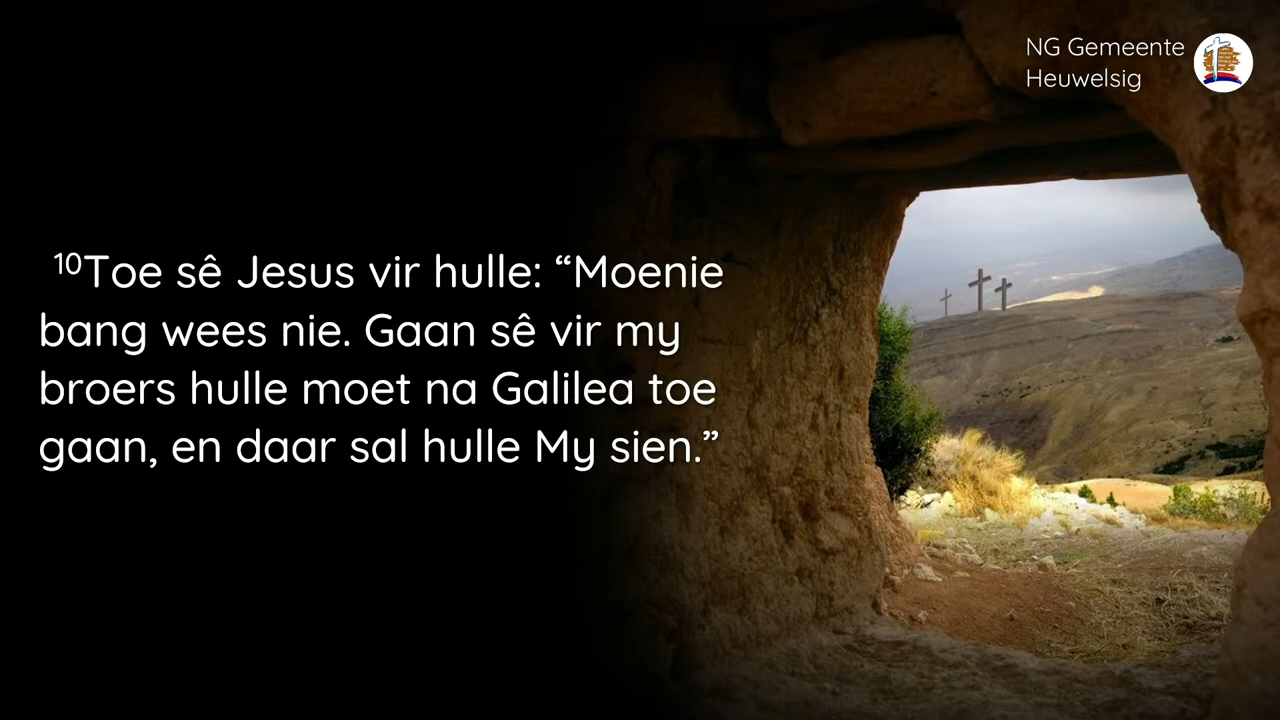 NG Gemeente
Heuwelsig
¹⁰Toe sê Jesus vir hulle: “Moenie
bang wees nie. Gaan sê vir my
broers hulle moet na Galilea toe
gaan, en daar sal hulle My sien.”